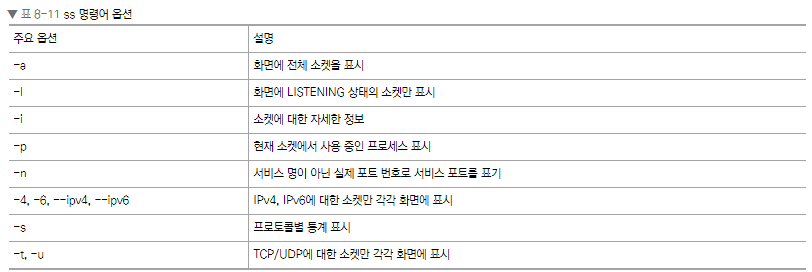 ▼ 표 8-11 ss 명령어 옵션
주요 옵션 설명
-a 화면에 전체 소켓을 표시
-l 화면에 LISTENING 상태의 소켓만 표시
-i 소켓에 대한 자세한 정보
-p 현재 소켓에서 사용 중인 프로세스 표시
-n 서비스 명이 아닌 실제 포트 번호로 서비스 포트를 표기
-4, -6, --ipv4, --ipv6 IPv4, IPv6에 대한 소켓만 각각 화면에 표시
-s 프로토콜별 통계 표시
-t, -u TCP/UDP에 대한 소켓만 각각 화면에 표시